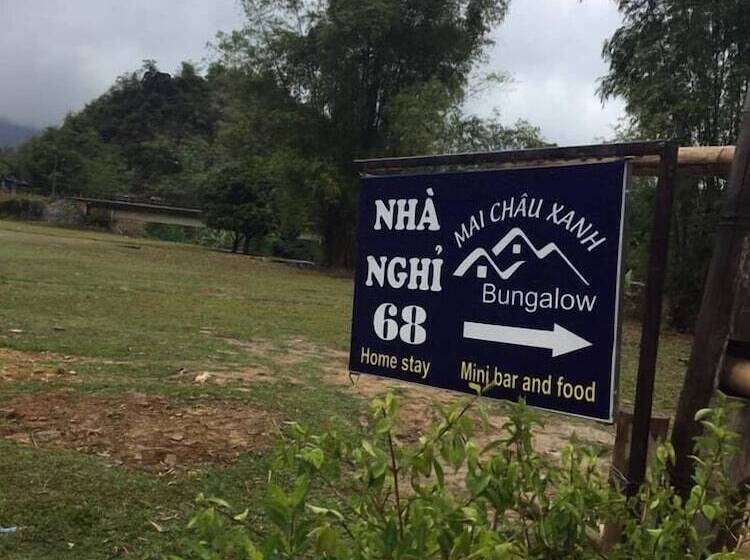 NHÀ
NGHỈ
68
Home stay
MAI CHÂU XANH
Bungalow
Mini bar and food